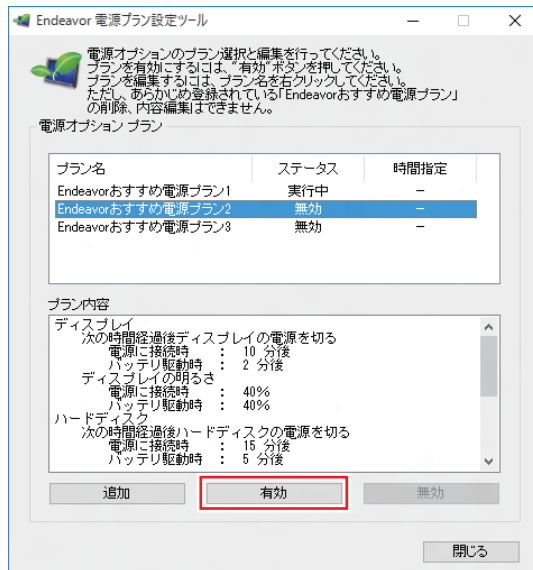 Endeavor 電源プラン設定ツール
電源オプションのプラン選択と編集を行ってください。
プランを有効にするには、"有効"ボタンを押してください。
プランを編集するには、プラン名を右クリックしてください。
ただし、あらかじめ登録されている「Endeavorおすすめ電源プラン」
の削除、内容編集はできません。
電源オプション プラン
プラン名 ステータス 時間指定
Endeavorおすすめ電源プラン1 実行中 －
Endeavorおすすめ電源プラン2 無効 －
Endeavorおすすめ電源プラン3 無効 －
プラン内容
ディスプレイ
次の時間経過後ディスプレイの電源を切る
電源に接続時 ： 10 分後
バッテリ駆動時 ： 2 分後
ディスプレイの明るさ
電源に接続時 ： 40%
バッテリ駆動時 ： 40%
ハードディスク
次の時間経過後ハードディスクの電源を切る
電源に接続時 ： 15 分後
バッテリ駆動時 ： 5 分後
追加 有効 無効
閉じる